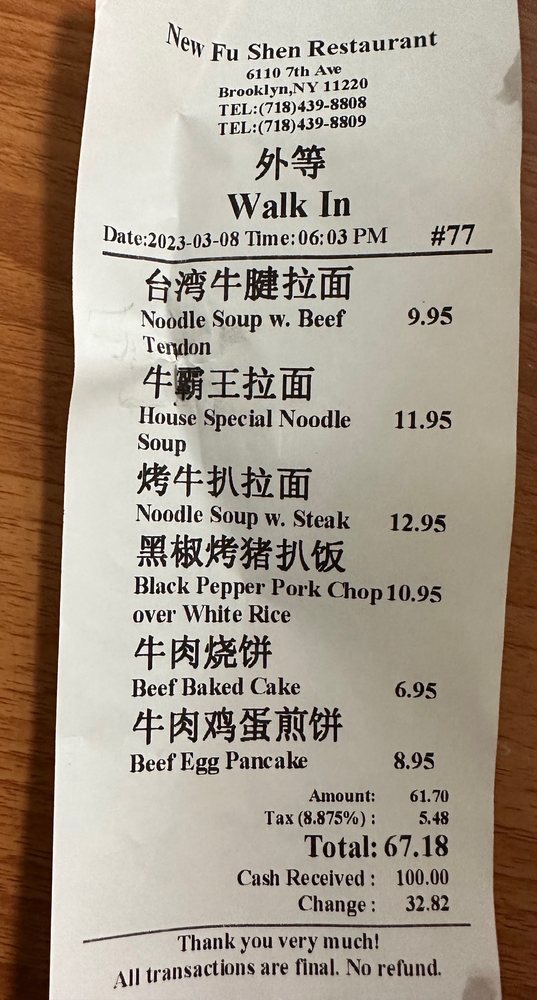 New Fu Shen Restaurant
6110 7th Ave
Brooklyn,NY 11220
TEL:(718)439-8808
TEL:(718)439-8809
外等
Walk In
Date:2023-03-08 Time:06:03 PM #77
台湾牛腱拉面
Noodle Soup w. Beef 9.95
Tendon
牛霸王拉面
House Special Noodle 11.95
Soup
烤牛扒拉面
Noodle Soup w. Steak 12.95
黑椒烤猪扒饭
Black Pepper Pork Chop 10.95
over White Rice
牛肉烧饼
Beef Baked Cake 6.95
牛肉鸡蛋煎饼
Beef Egg Pancake 8.95
Amount: 61.70
Tax (8.875%) : 5.48
Total: 67.18
Cash Received : 100.00
Change : 32.82
Thank you very much!
All transactions are final. No refund.